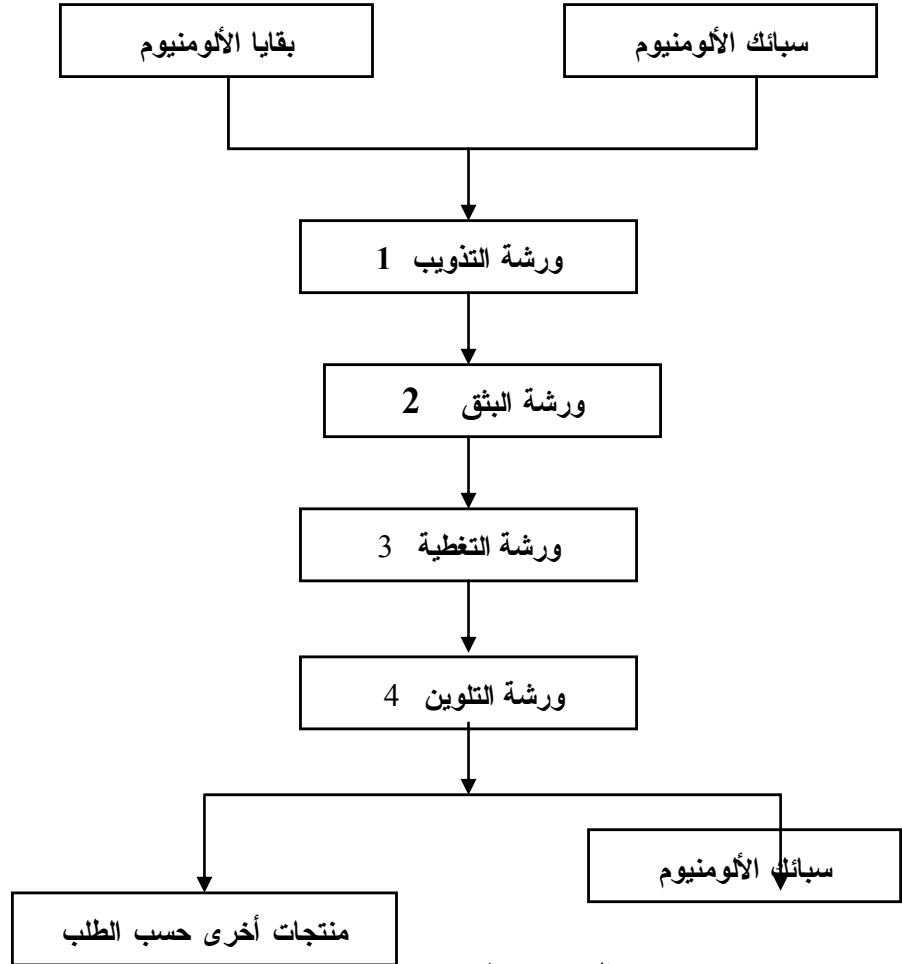 سبائك الألومنيوم
بقايا الألومنيوم
ورشة التذويب 1
ورشة البثق 2
ورشة التغطية 3
ورشة التلوين 4
سبائك الألومنيوم
منتجات أخرى حسب الطلب